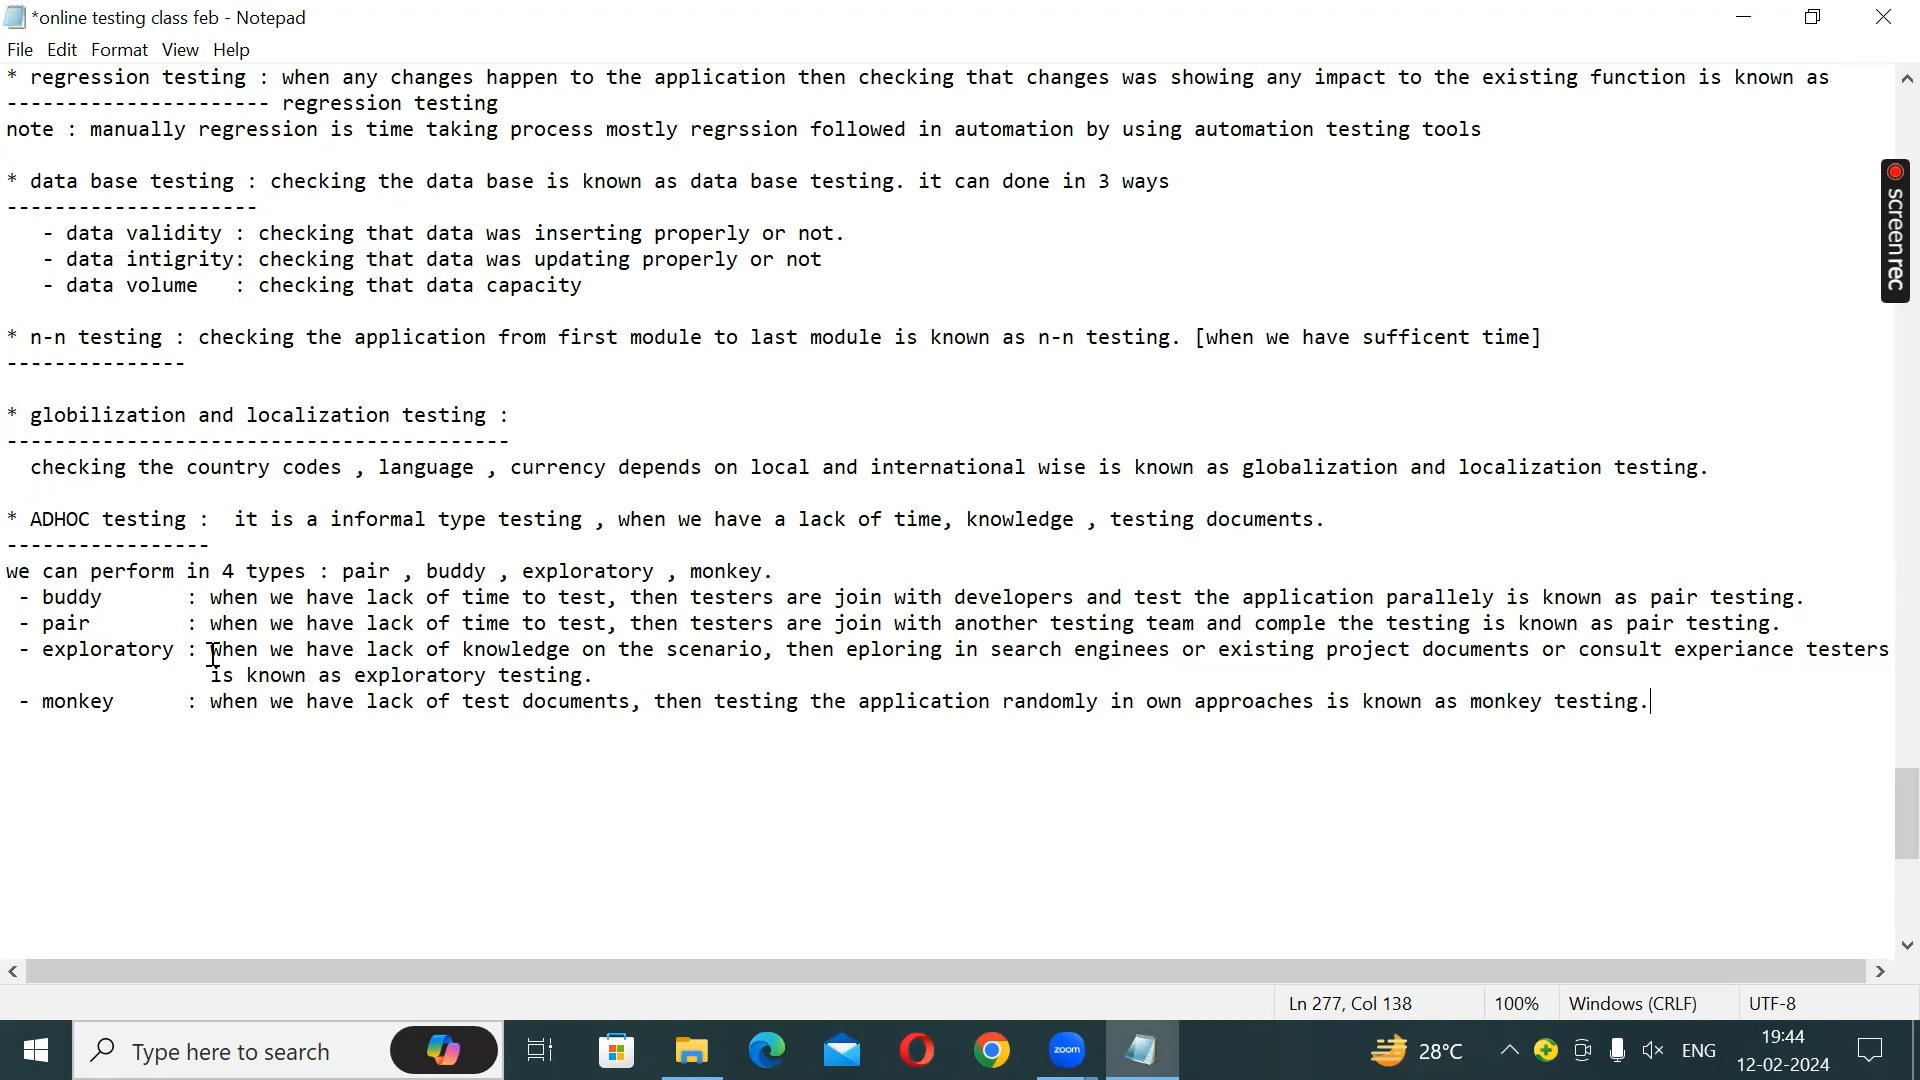 *online testing class feb - Notepad
File Edit Format View Help
* regression testing : when any changes happen to the application then checking that changes was showing any impact to the existing function is known as
---------------------- regression testing
note : manually regression is time taking process mostly regrssion followed in automation by using automation testing tools
* data base testing : checking the data base is known as data base testing. it can done in 3 ways
---------------------
- data validity : checking that data was inserting properly or not.
- data intigrity: checking that data was updating properly or not
- data volume   : checking that data capacity
* n-n testing : checking the application from first module to last module is known as n-n testing. [when we have sufficent time]
---------------
* globilization and localization testing :
------------------------------------------
checking the country codes , language , currency depends on local and international wise is known as globalization and localization testing.
* ADHOC testing :  it is a informal type testing , when we have a lack of time, knowledge , testing documents.
-----------------
we can perform in 4 types : pair , buddy , exploratory , monkey.
- buddy       : when we have lack of time to test, then testers are join with developers and test the application parallely is known as pair testing.
- pair        : when we have lack of time to test, then testers are join with another testing team and comple the testing is known as pair testing.
- exploratory : when we have lack of knowledge on the scenario, then eploring in search enginees or existing project documents or consult experiance testers
is known as exploratory testing.
- monkey      : when we have lack of test documents, then testing the application randomly in own approaches is known as monkey testing.
screenrec
Ln 277, Col 138
100%
Windows (CRLF)
UTF-8
Type here to search
zoom
28°C
ENG
19:44
12-02-2024